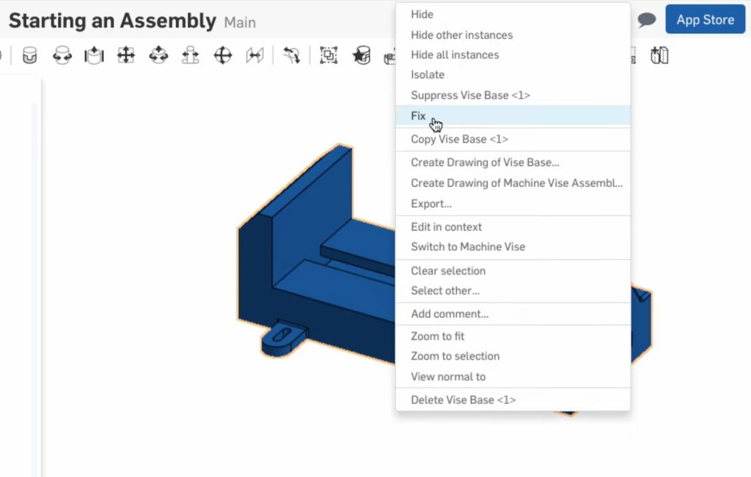 Starting an Assembly Main
App Store
Hide
Hide other instances
Hide all instances
Isolate
Suppress Vise Base <1>
Fix
Copy Vise Base <1>
Create Drawing of Vise Base...
Create Drawing of Machine Vise Assembl...
Export...
Edit in context
Switch to Machine Vise
Clear selection
Select other...
Add comment...
Zoom to fit
Zoom to selection
View normal to
Delete Vise Base <1>